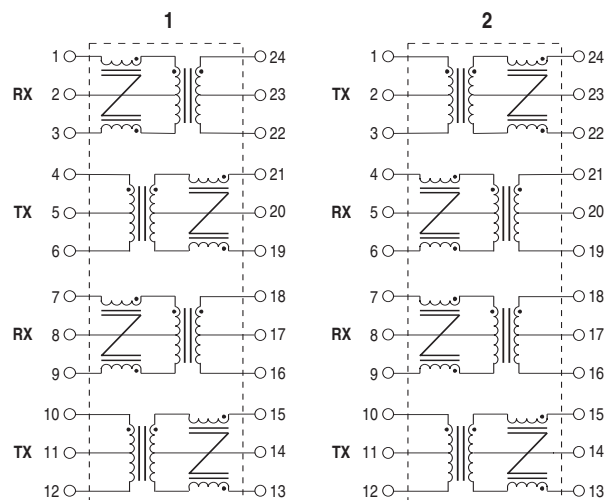 1 2
1 24 1 24
RX 2 23 TX 2 23
3 22 3 22
4 21 4 21
TX 5 20 RX 5 20
6 19 6 19
7 18 7 18
RX 8 17 RX 8 17
9 16 9 16
10 15 10 15
TX 11 14 TX 11 14
12 13 12 13